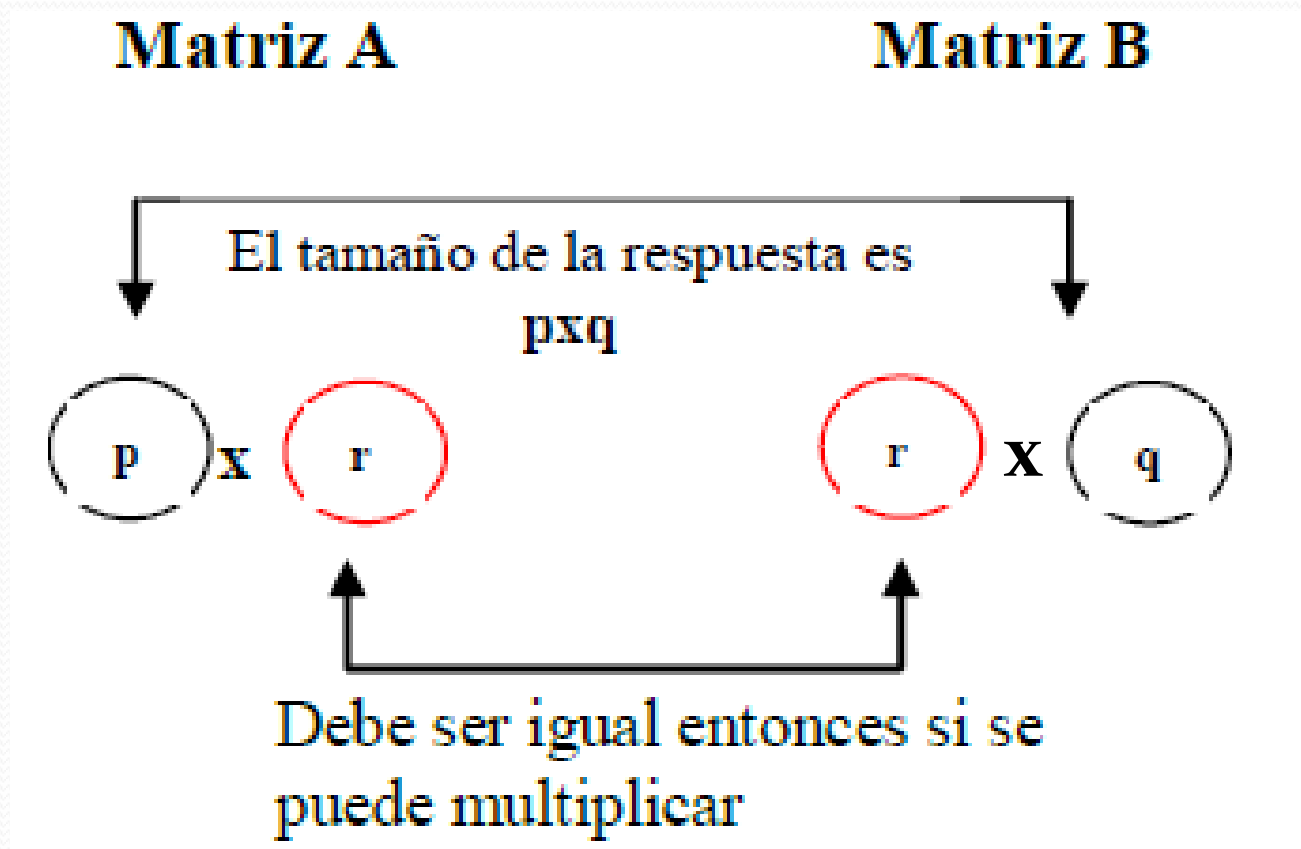 Matriz A Matriz B
El tamaño de la respuesta es
pxq
p x r r x q
Debe ser igual entonces si se
puede multiplicar